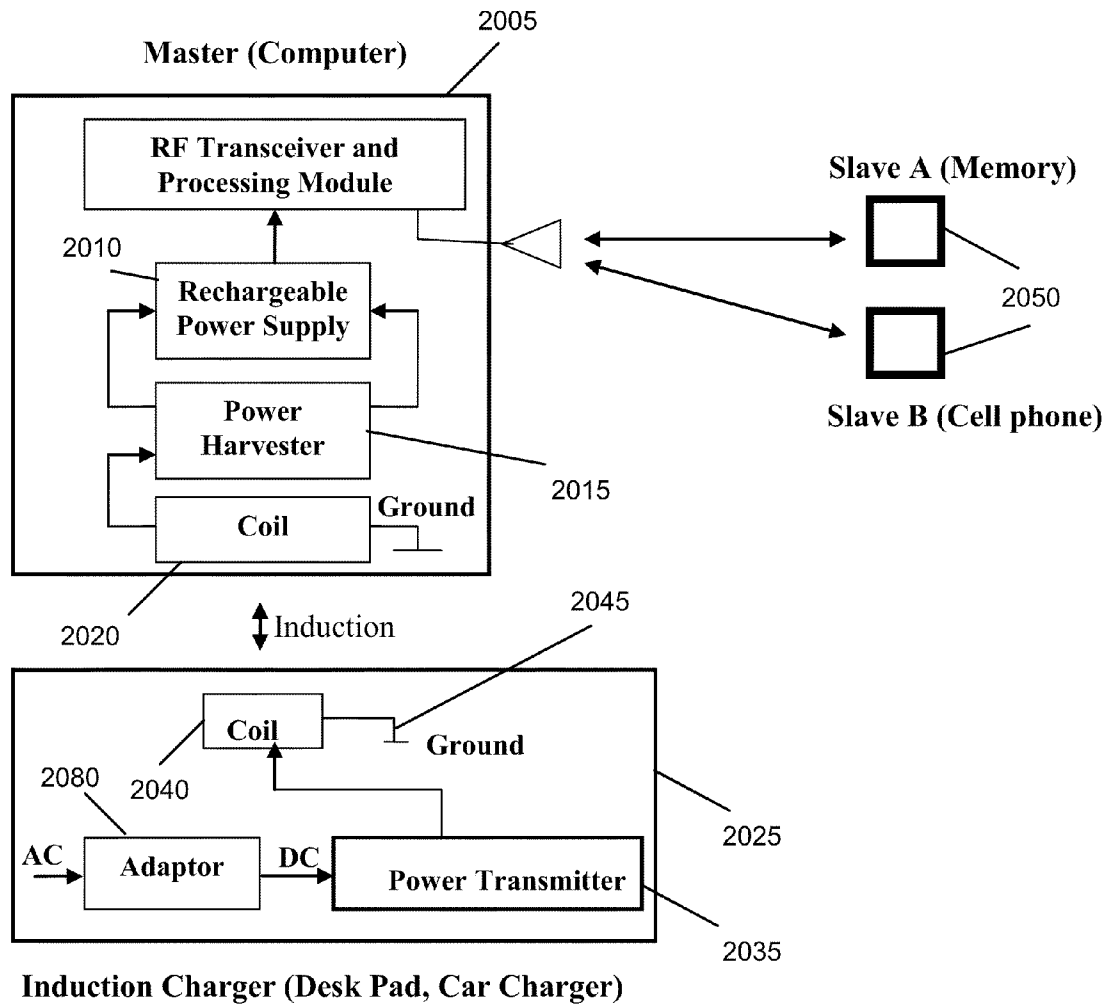 2005
Master (Computer)
RF Transceiver and
Processing Module
Slave A (Memory)
2010
Rechargeable
Power Supply
2050
Power
Harvester
Slave B (Cell phone)
2015
Ground
Coil
2020
Induction
2045
Coil
Ground
2040
2080
2025
AC
Adaptor
DC
Power Transmitter
2035
Induction Charger (Desk Pad, Car Charger)